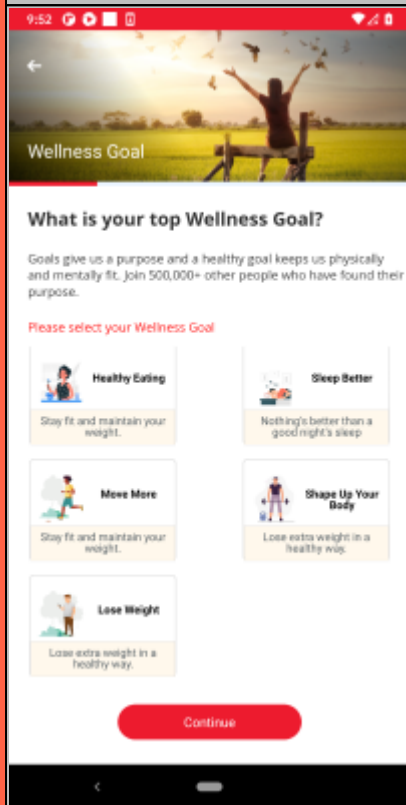 9:52
Wellness Goal
What is your top Wellness Goal?
Goals give us a purpose and a healthy goal keeps us physically
and mentally fit. Join 500,000+ other people who have found their
purpose.
Please select your Wellness Goal
Healthy Eating
Stay fit and maintain your
weight.
Sleep Better
Nothing's better than a
good night's sleep
Move More
Stay fit and maintain your
weight.
Shape Up Your
Body
Lose extra weight in a
healthy way.
Lose Weight
Lose extra weight in a
healthy way.
Continue